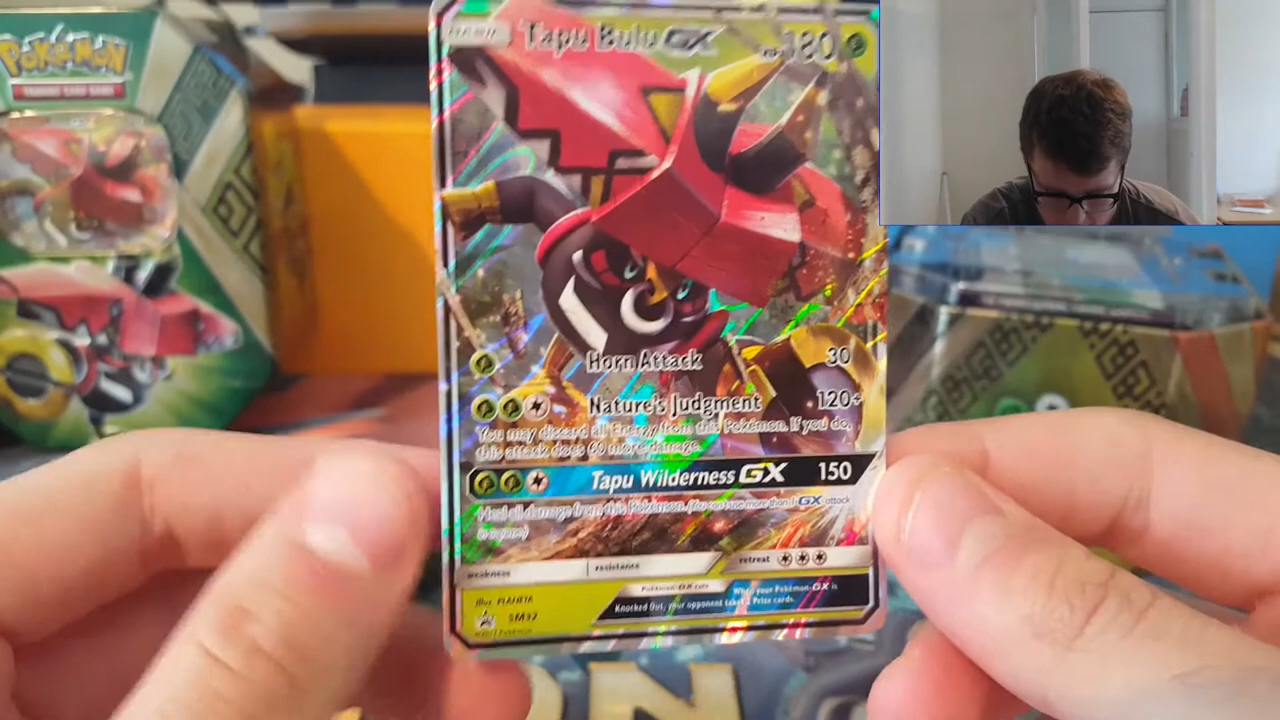 Pokémon
TRADING CARD GAME
Tapu Bulu GX
180
Horn Attack 30
Nature's Judgment 120+
You may discard all Energy from this Pokémon. If you do,
this attack does 60 more damage.
Tapu Wilderness GX 150
Heal all damage from this Pokémon. (You can't use more than 1 GX attack
in a game.)
weakness resistance retreat
Pokémon-GX rule When your Pokémon-GX is
Knocked Out, your opponent takes 2 Prize cards.
Illus. PLANETA
SM32
ON